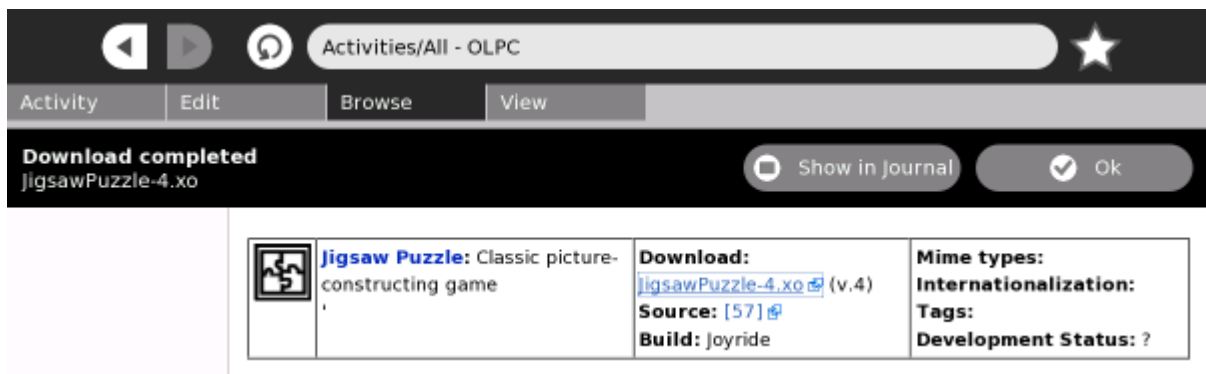 Activities/All - OLPC
Activity Edit Browse View
Download completed
JigsawPuzzle-4.xo
Show in Journal Ok
Jigsaw Puzzle: Classic picture-
constructing game
'
Download:
JigsawPuzzle-4.xo (v.4)
Source: [57]
Build: Joyride
Mime types:
Internationalization:
Tags:
Development Status: ?